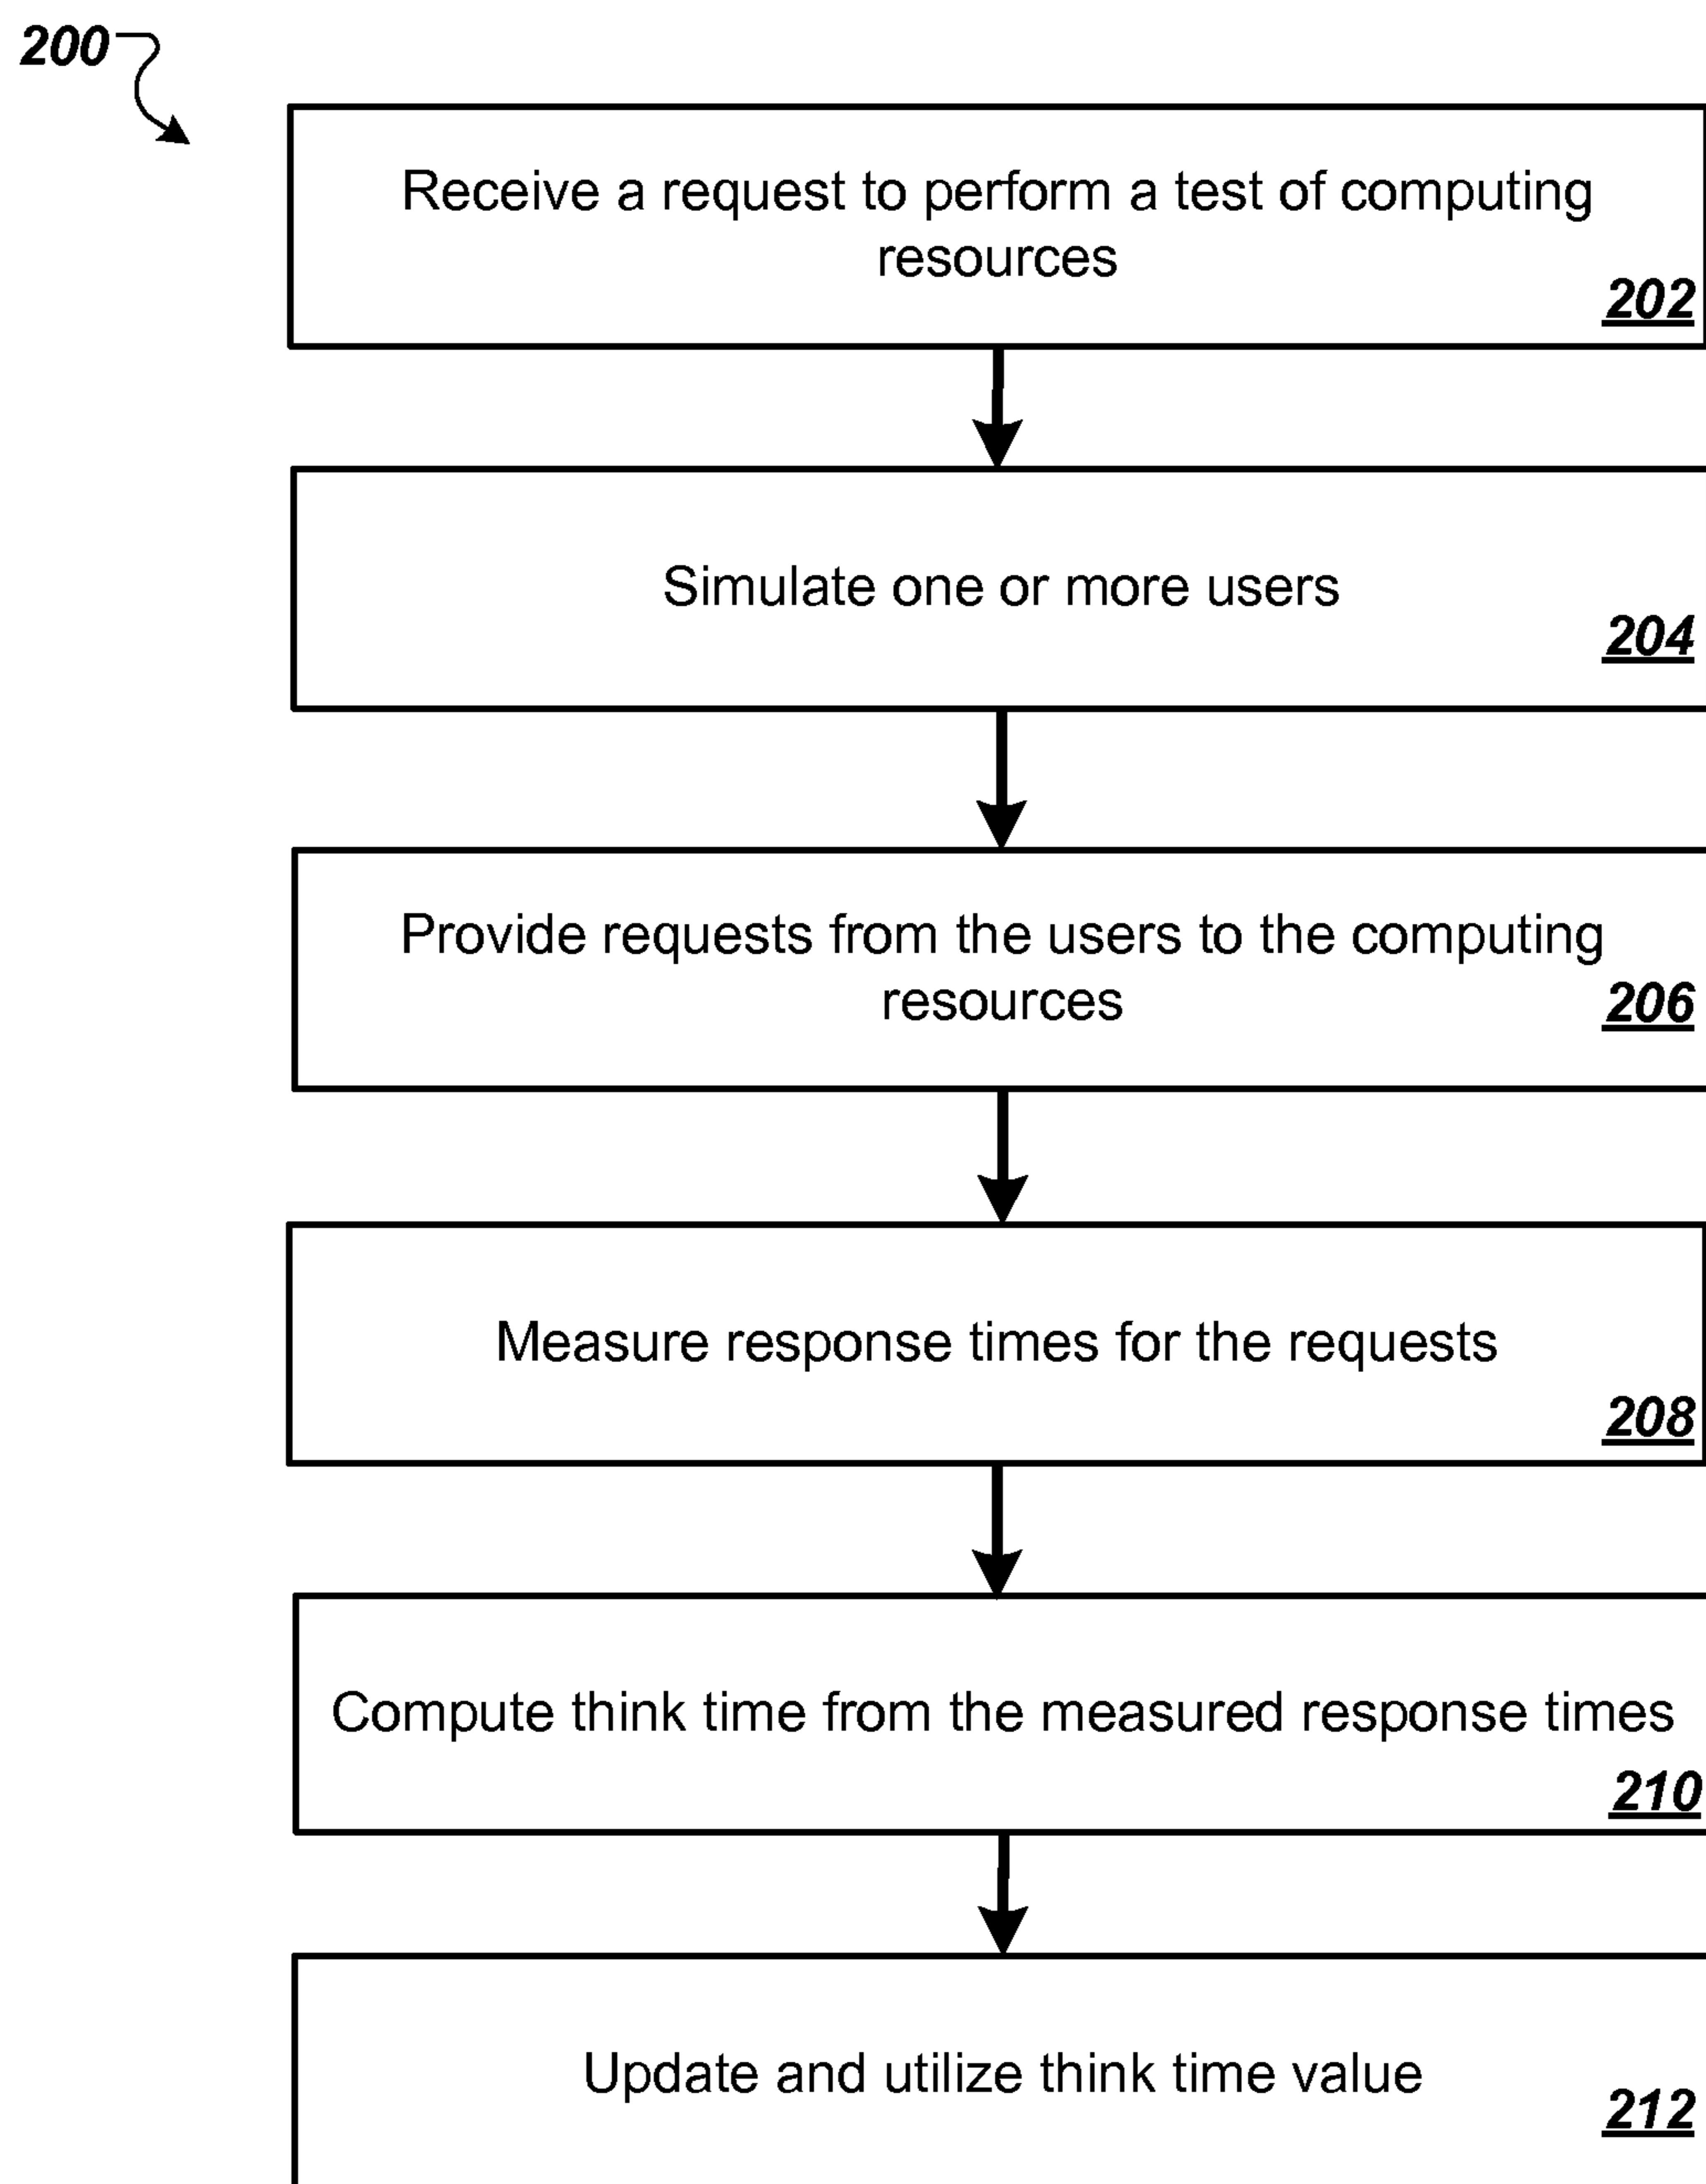 200
Receive a request to perform a test of computing
resources
202
Simulate one or more users
204
Provide requests from the users to the computing
resources
206
Measure response times for the requests
208
Compute think time from the measured response times
210
Update and utilize think time value
212